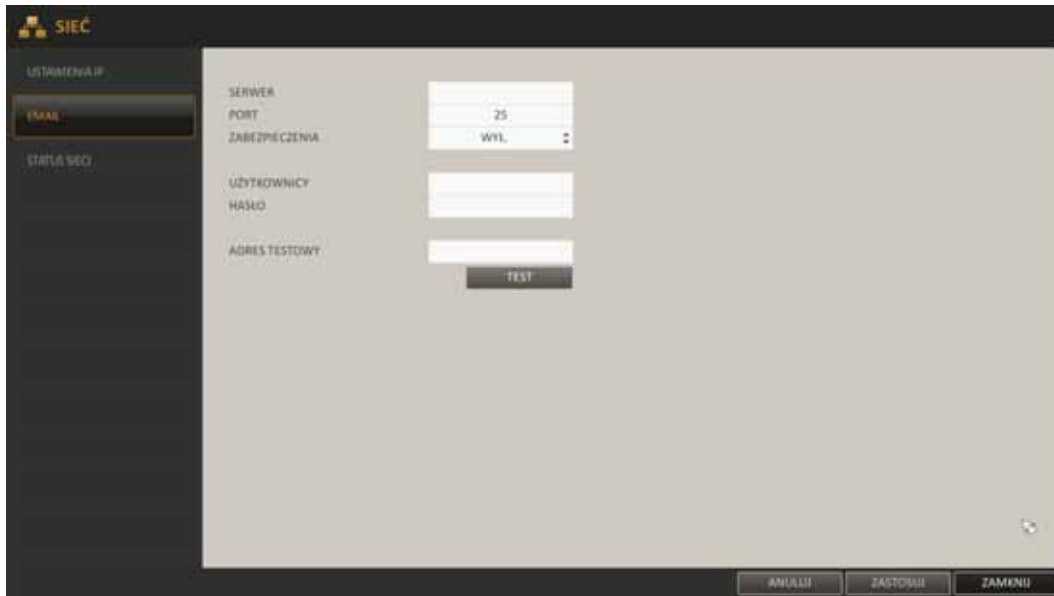 SIEĆ
USTAWIENIA IP
EMAIL
STATUS SIECI
SERWER
PORT 25
ZABEZPIECZENIA WYŁ.
UŻYTKOWNICY
HASŁO
ADRES TESTOWY
TEST
ANULUJ ZASTOSUJ ZAMKNIJ